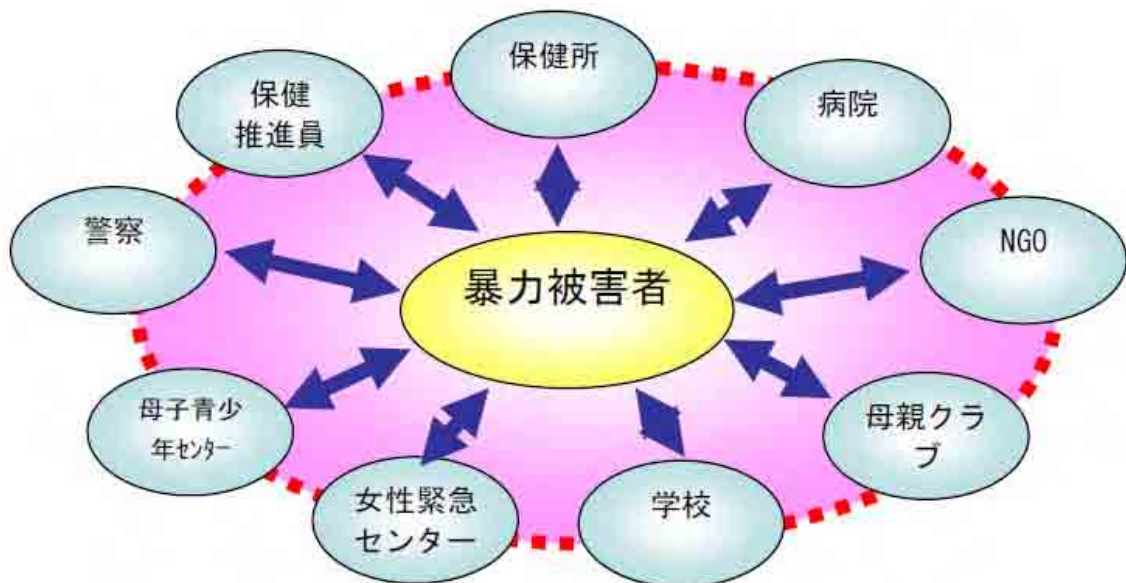 保健所
保健
推進員
病院
警察
NGO
暴力被害者
母子青少
年ｾﾝﾀｰ
母親クラ
ブ
女性緊急
センター
学校